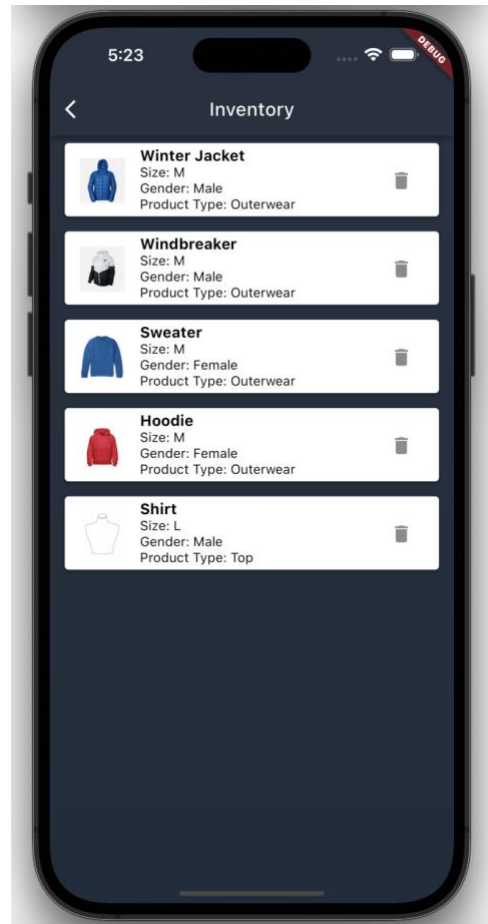 5:23
DEBUG
Inventory
Winter Jacket
Size: M
Gender: Male
Product Type: Outerwear
Windbreaker
Size: M
Gender: Male
Product Type: Outerwear
Sweater
Size: M
Gender: Female
Product Type: Outerwear
Hoodie
Size: M
Gender: Female
Product Type: Outerwear
Shirt
Size: L
Gender: Male
Product Type: Top